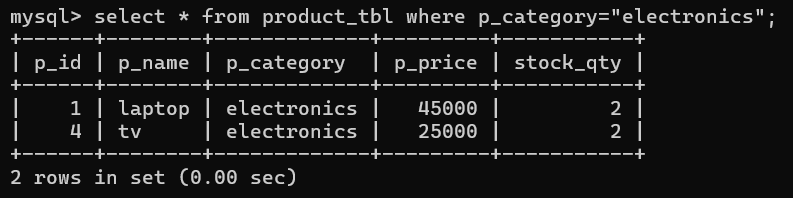 mysql> select * from product_tbl where p_category="electronics";
+------+--------+-------------+---------+-----------+
| p_id | p_name | p_category  | p_price | stock_qty |
+------+--------+-------------+---------+-----------+
|    1 | laptop | electronics |   45000 |         2 |
|    4 | tv     | electronics |   25000 |         2 |
+------+--------+-------------+---------+-----------+
2 rows in set (0.00 sec)